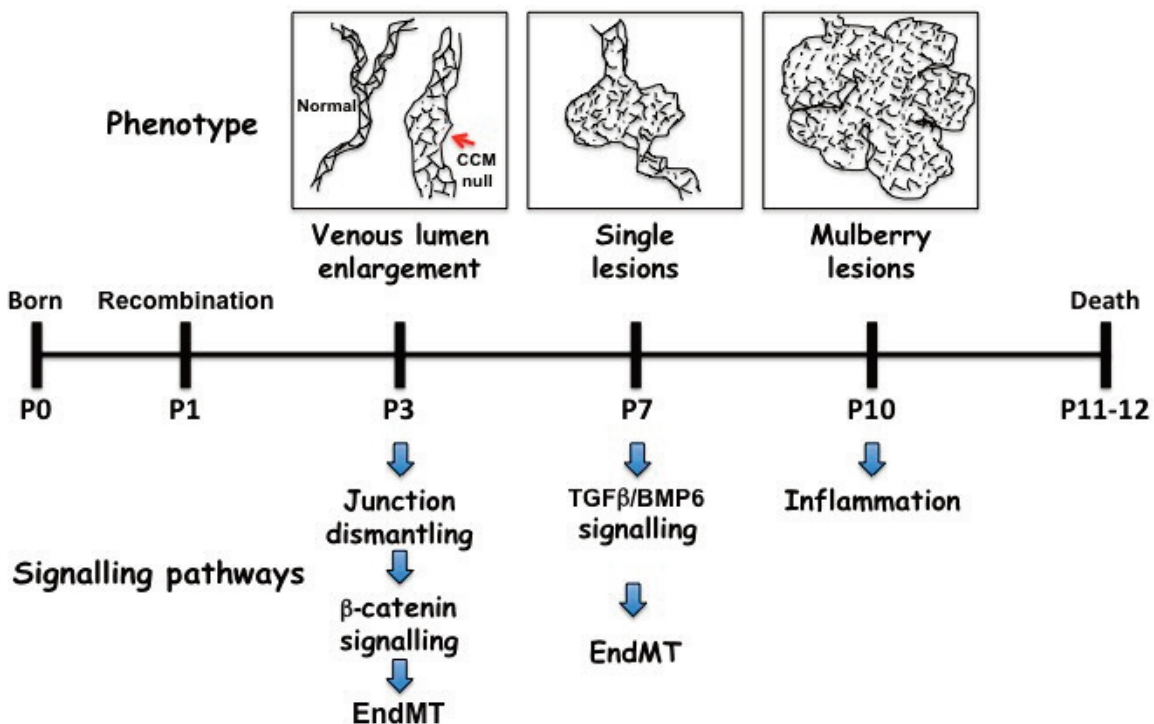 Normal
CCM
null
Phenotype
Venous lumen
enlargement
Single
lesions
Mulberry
lesions
Born
Recombination
Death
P0
P1
P3
P7
P10
P11-12
Junction
dismantling
TGFβ/BMP6
signalling
Inflammation
Signalling pathways
β-catenin
signalling
EndMT
EndMT